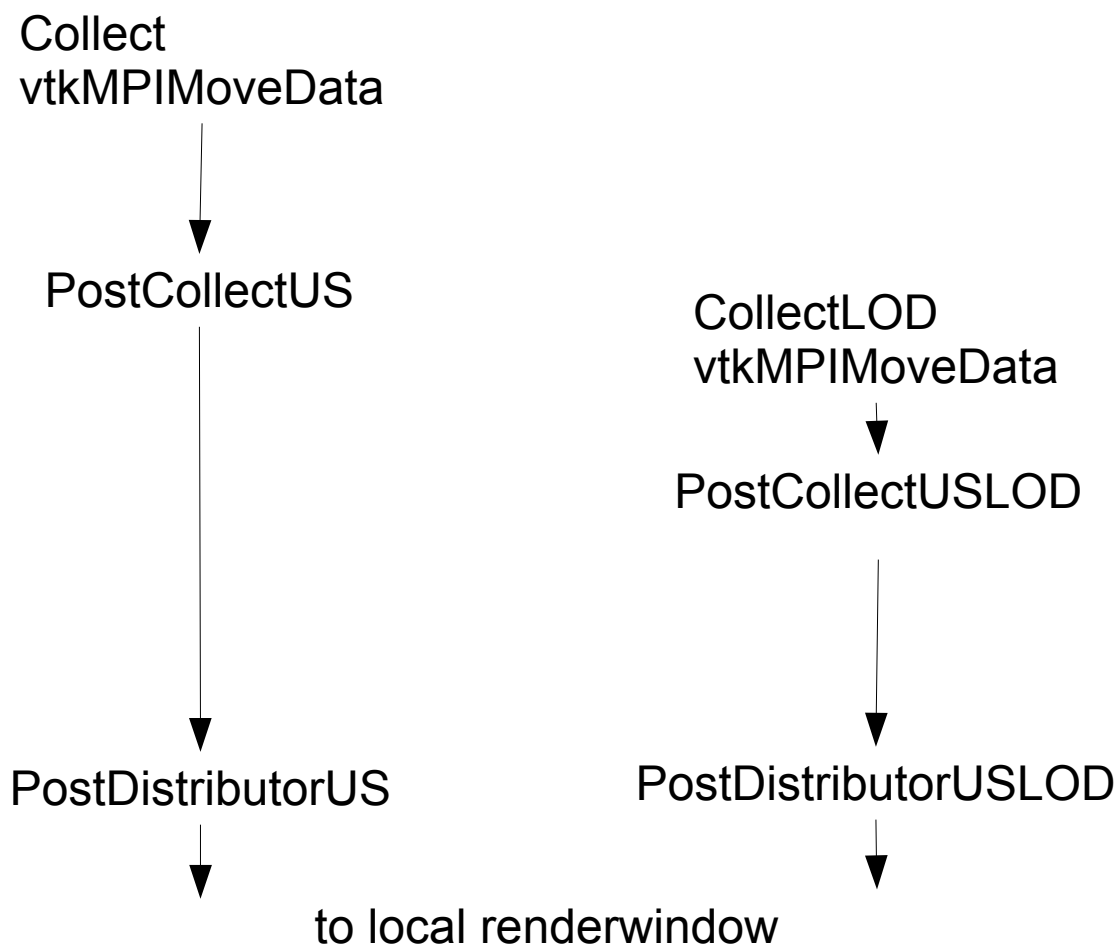 Collect
vtkMPIMoveData
PostCollectUS
CollectLOD
vtkMPIMoveData
PostCollectUSLOD
PostDistributorUS
PostDistributorUSLOD
to local renderwindow